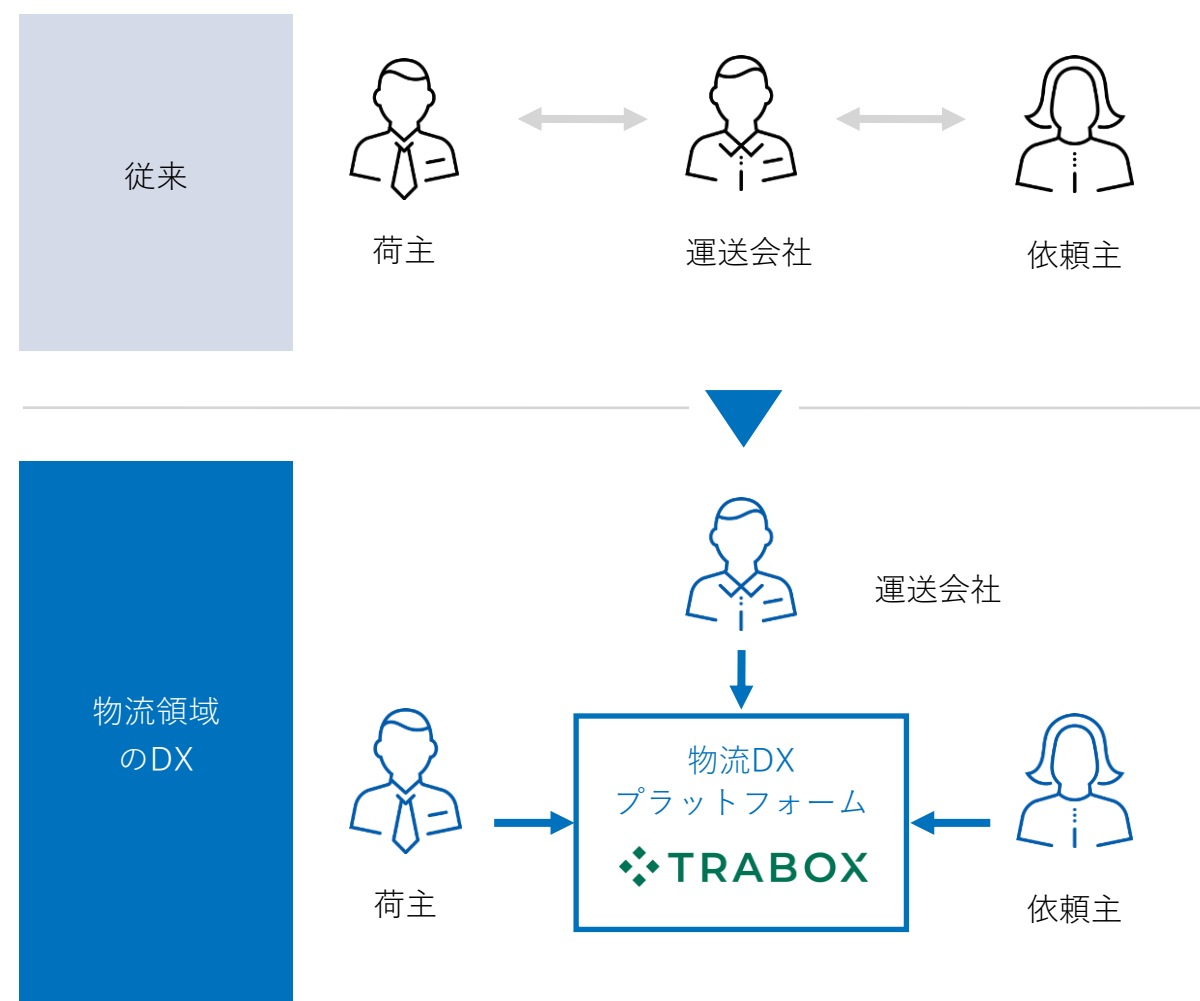 従来
荷主
運送会社
依頼主
運送会社
物流領域
のDX
物流DX
プラットフォーム
TRABOX
荷主
依頼主